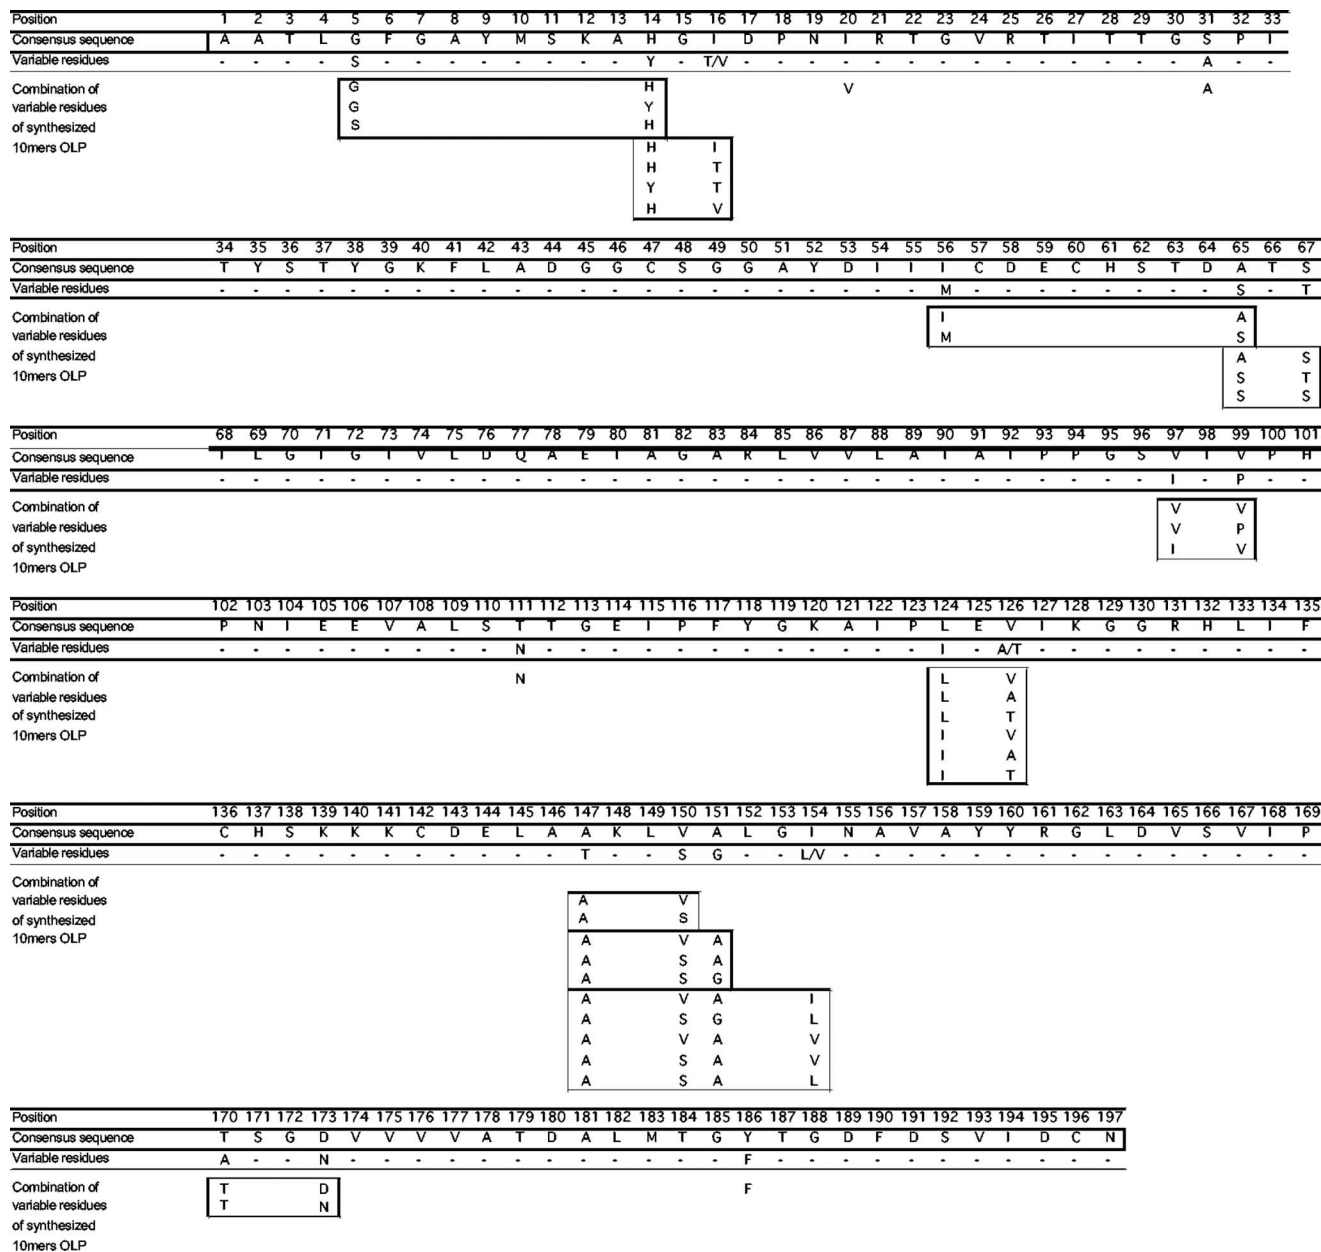 Position 1 2 3 4 5 6 7 8 9 10 11 12 13 14 15 16 17 18 19 20 21 22 23 24 25 26 27 28 29 30 31 32 33
Consensus sequence A A T L G F G A Y M S K A H G I D P N I R T G V R T I T T G S P I
Variable residues - - - - S - - - - - - - - Y - T/V - - - - - - - - - - - - - - A - -
Combination of G H V A
variable residues G Y
of synthesized S H
10mers OLP H I
H T
Y T
H V
Position 34 35 36 37 38 39 40 41 42 43 44 45 46 47 48 49 50 51 52 53 54 55 56 57 58 59 60 61 62 63 64 65 66 67
Consensus sequence T Y S T Y G K F L A D G G C S G G A Y D I I I C D E C H S T D A T S
Variable residues - - - - - - - - - - - - - - - - - - - - - - M - - - - - - - - S - T
Combination of I A
variable residues M S
of synthesized A S
10mers OLP S T
S S
Position 68 69 70 71 72 73 74 75 76 77 78 79 80 81 82 83 84 85 86 87 88 89 90 91 92 93 94 95 96 97 98 99 100 101
Consensus sequence I L G I G T V L D Q A E T A G A R L V V L A T A T P P G S V T V P H
Variable residues - - - - - - - - - - - - - - - - - - - - - - - - - - - - - I - P - -
Combination of V V
variable residues V P
of synthesized I V
10mers OLP
Position 102 103 104 105 106 107 108 109 110 111 112 113 114 115 116 117 118 119 120 121 122 123 124 125 126 127 128 129 130 131 132 133 134 135
Consensus sequence P N I E E V A L S T T G E I P F Y G K A I P L E V I K G G R H L I F
Variable residues - - - - - - - - - N - - - - - - - - - - - - I - A/T - - - - - - - - -
Combination of N L V
variable residues L A
of synthesized L T
10mers OLP I V
I A
I T
Position 136 137 138 139 140 141 142 143 144 145 146 147 148 149 150 151 152 153 154 155 156 157 158 159 160 161 162 163 164 165 166 167 168 169
Consensus sequence C H S K K K C D E L A A K L V A L G I N A V A Y Y R G L D V S V I P
Variable residues - - - - - - - - - - - T - - S G - - L/V - - - - - - - - - - - - - - -
Combination of
variable residues A V
of synthesized A S
10mers OLP A V A
A S A
A S G
A V A I
A S G L
A V A V
A S A V
A S A L
Position 170 171 172 173 174 175 176 177 178 179 180 181 182 183 184 185 186 187 188 189 190 191 192 193 194 195 196 197
Consensus sequence T S G D V V V V A T D A L M T G Y T G D F D S V I D C N
Variable residues A - - N - - - - - - - - - - - - F - - - - - - - - - - -
Combination of T D F
variable residues T N
of synthesized
10mers OLP